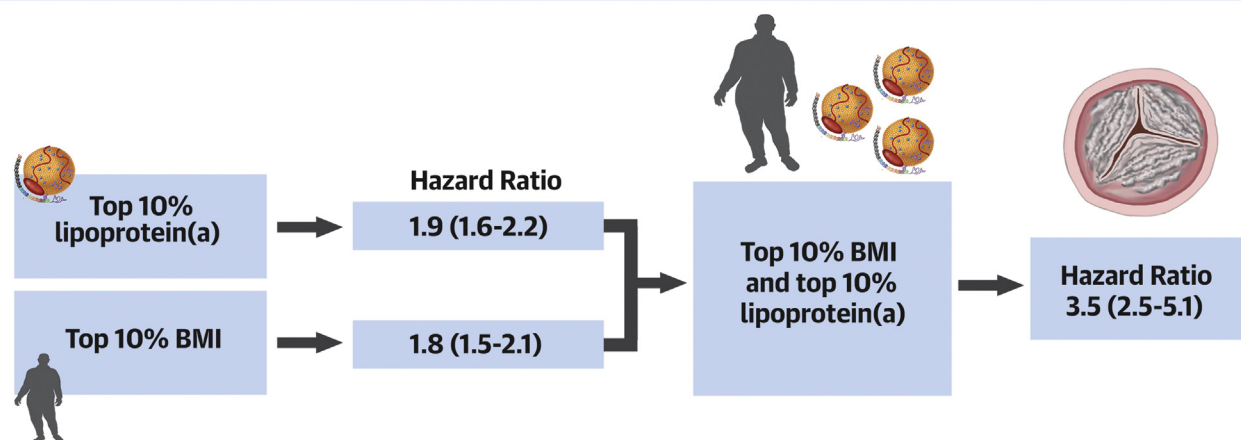 Top 10%
lipoprotein(a)
Top 10% BMI
Hazard Ratio
1.9 (1.6-2.2)
1.8 (1.5-2.1)
Top 10% BMI
and top 10%
lipoprotein(a)
Hazard Ratio
3.5 (2.5-5.1)